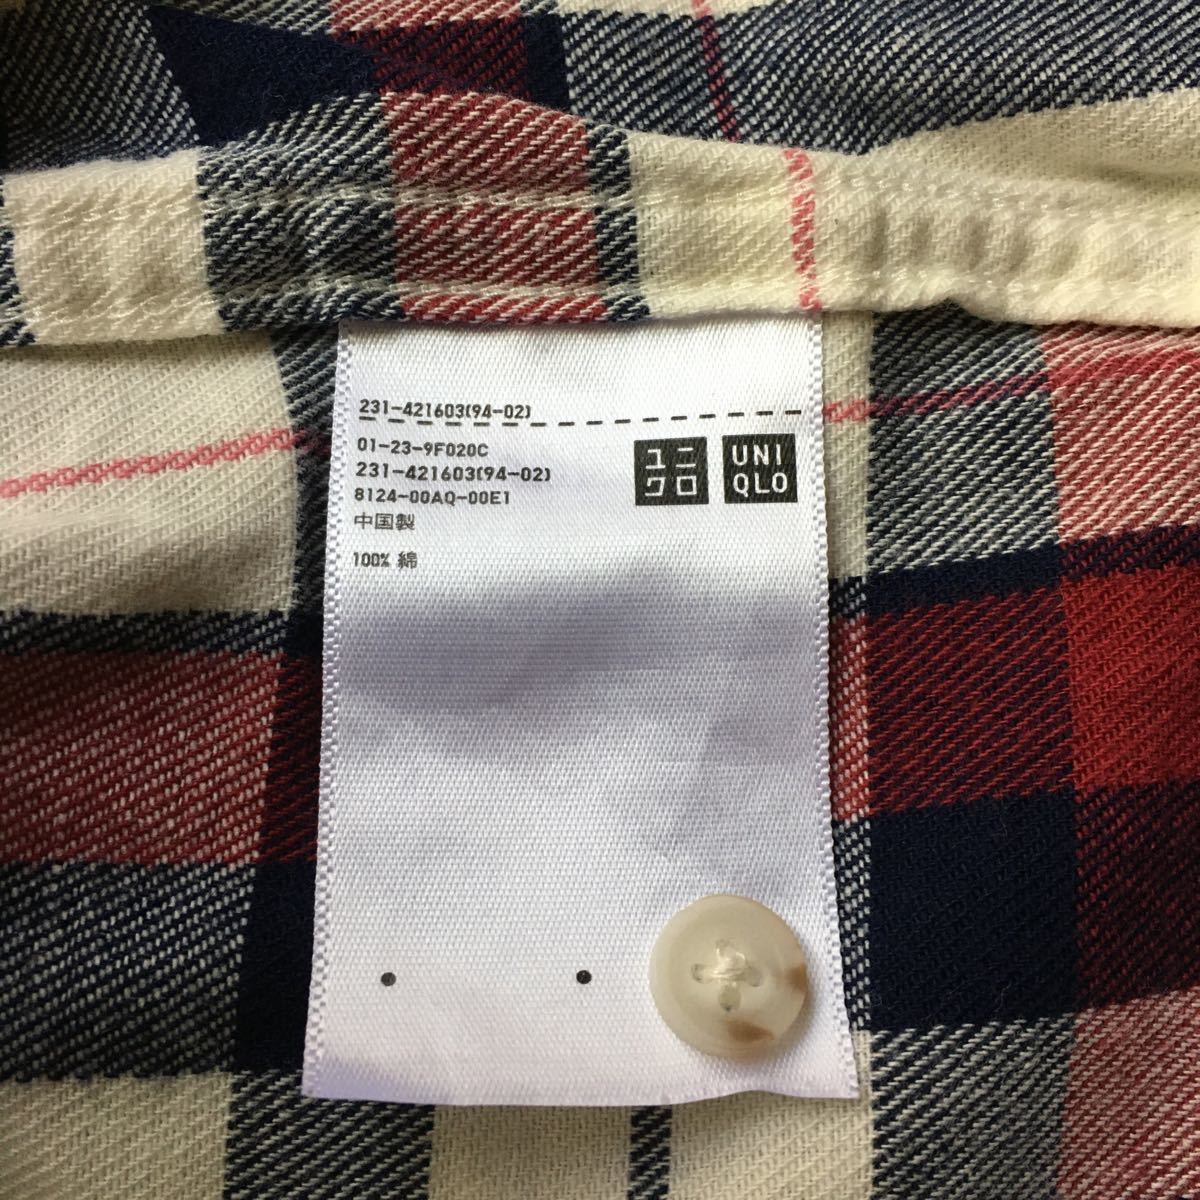 231-421603(94-02)
01-23-9F020C
231-421603(94-02)
8124-00AQ-00E1
中国製
100% 綿
ユニ
クロ
UNI
QLO